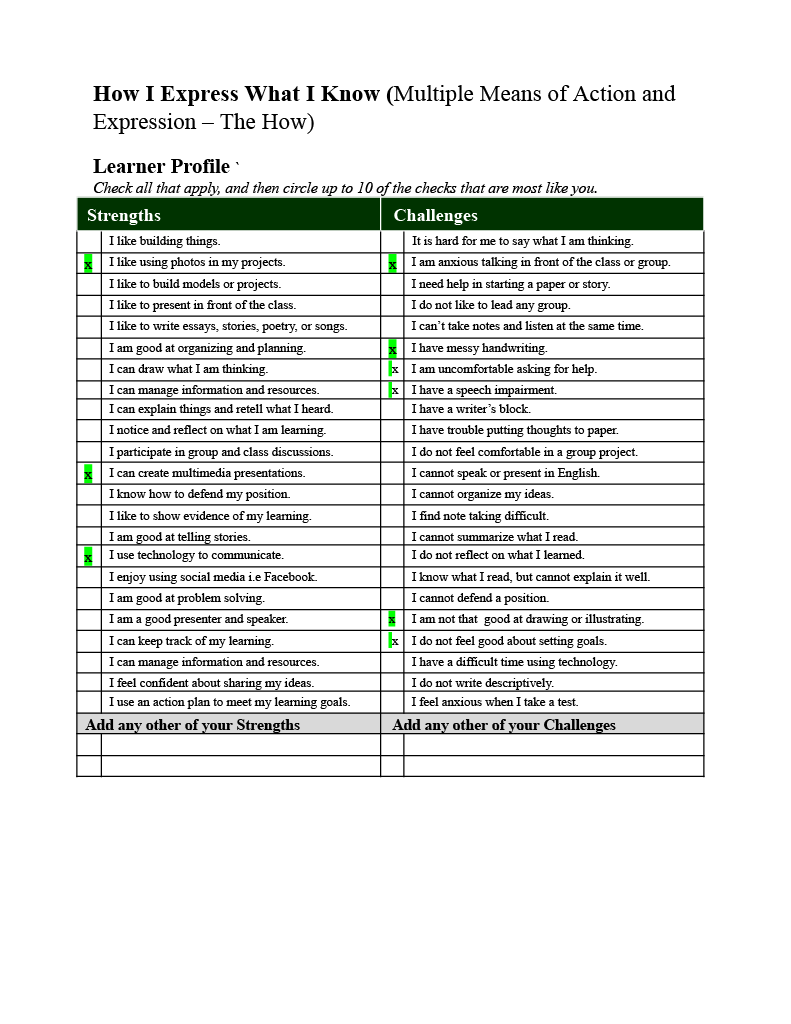 How I Express What I Know (Multiple Means of Action and
Expression – The How)
Learner Profile `
Check all that apply, and then circle up to 10 of the checks that are most like you.
Strengths Challenges
I like building things. It is hard for me to say what I am thinking.
x I like using photos in my projects. x I am anxious talking in front of the class or group.
I like to build models or projects. I need help in starting a paper or story.
I like to present in front of the class. I do not like to lead any group.
I like to write essays, stories, poetry, or songs. I can’t take notes and listen at the same time.
I am good at organizing and planning. x I have messy handwriting.
I can draw what I am thinking. x I am uncomfortable asking for help.
I can manage information and resources. x I have a speech impairment.
I can explain things and retell what I heard. I have a writer’s block.
I notice and reflect on what I am learning. I have trouble putting thoughts to paper.
I participate in group and class discussions. I do not feel comfortable in a group project.
x I can create multimedia presentations. I cannot speak or present in English.
I know how to defend my position. I cannot organize my ideas.
I like to show evidence of my learning. I find note taking difficult.
I am good at telling stories. I cannot summarize what I read.
x I use technology to communicate. I do not reflect on what I learned.
I enjoy using social media i.e Facebook. I know what I read, but cannot explain it well.
I am good at problem solving. I cannot defend a position.
I am a good presenter and speaker. x I am not that good at drawing or illustrating.
I can keep track of my learning. x I do not feel good about setting goals.
I can manage information and resources. I have a difficult time using technology.
I feel confident about sharing my ideas. I do not write descriptively.
I use an action plan to meet my learning goals. I feel anxious when I take a test.
Add any other of your Strengths Add any other of your Challenges